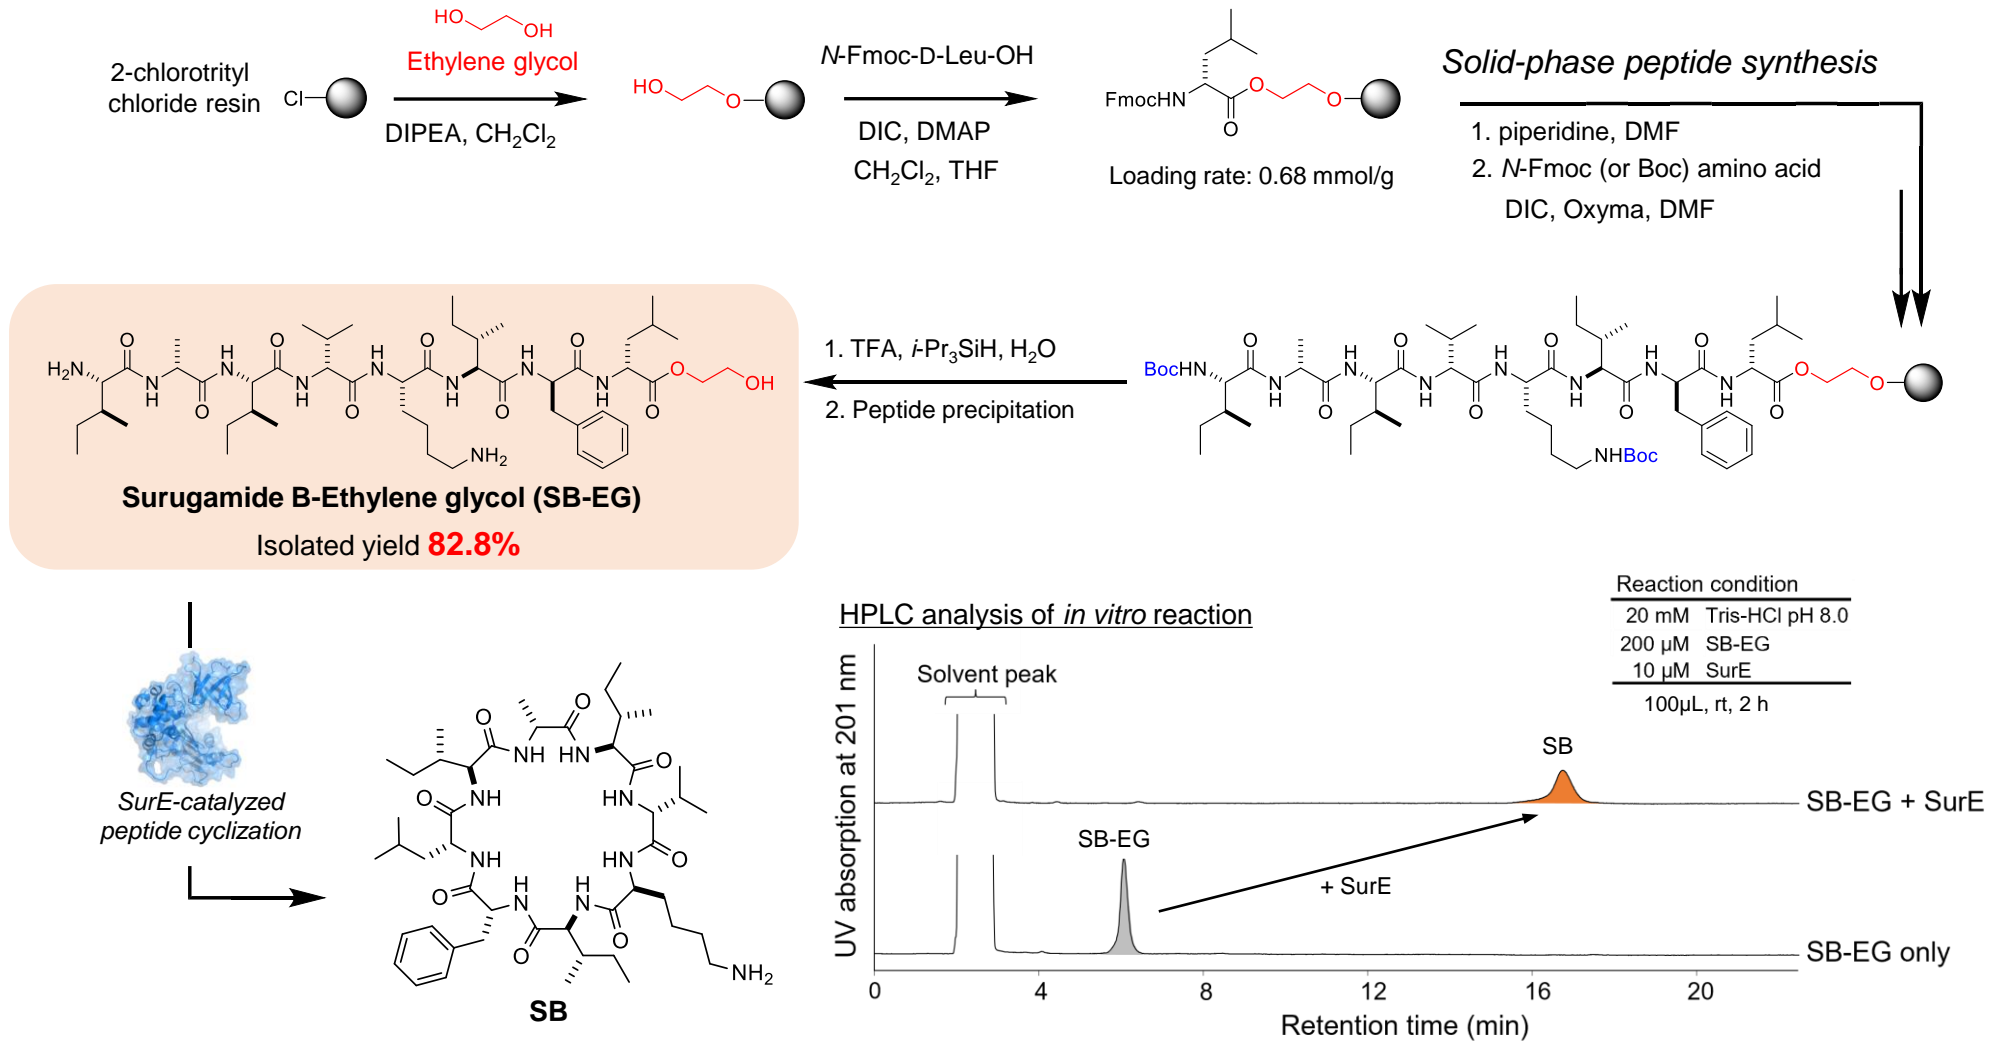 2-chlorotrityl
chloride resin
Cl
HO
OH
Ethylene glycol
DIPEA, CH2Cl2
HO
O
N-Fmoc-D-Leu-OH
DIC, DMAP
CH2Cl2, THF
FmocHN
O
O
O
Loading rate: 0.68 mmol/g
Solid-phase peptide synthesis
1. piperidine, DMF
2. N-Fmoc (or Boc) amino acid
DIC, Oxyma, DMF
BocHN
O
N
H
O
H
N
O
N
H
O
H
N
O
N
H
O
H
N
O
N
H
O
O
O
NHBoc
1. TFA, i-Pr3SiH, H2O
2. Peptide precipitation
H2N
O
N
H
O
H
N
O
N
H
O
H
N
O
N
H
O
H
N
O
N
H
O
O
OH
NH2
Surugamide B-Ethylene glycol (SB-EG)
Isolated yield 82.8%
SurE-catalyzed
peptide cyclization
O
O
NH
HN
O
O
NH
HN
O
O
NH
HN
O
H
N
H
N
O
O
O
NH2
SB
HPLC analysis of in vitro reaction
Reaction condition
20 mM Tris-HCl pH 8.0
200 µM SB-EG
10 µM SurE
100µL, rt, 2 h
UV absorption at 201 nm
Solvent peak
SB
SB-EG + SurE
SB-EG
+ SurE
SB-EG only
0 4 8 12 16 20
Retention time (min)